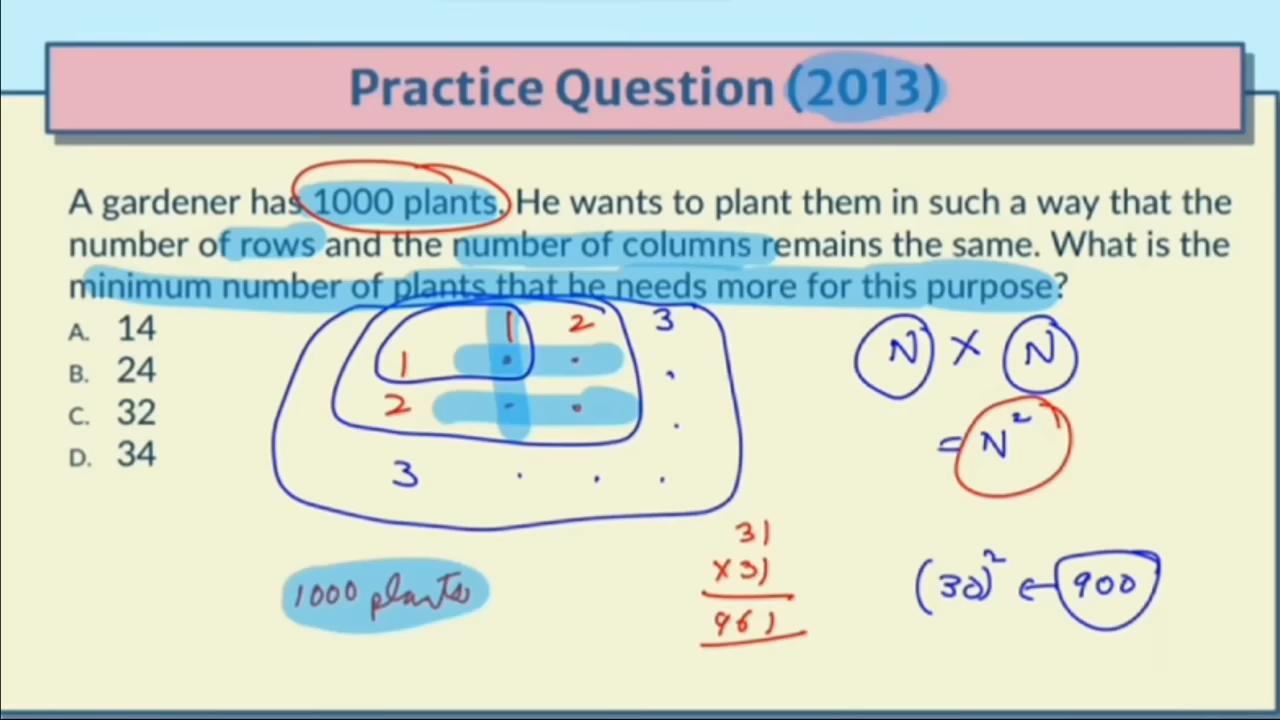 Practice Question (2013)
A gardener has 1000 plants. He wants to plant them in such a way that the
number of rows and the number of columns remains the same. What is the
minimum number of plants that he needs more for this purpose?
A. 14
B. 24
C. 32
D. 34
1 2 3
1
2
3
N × N
= N²
1000 plants
31
×31
961
(30)² ← 900